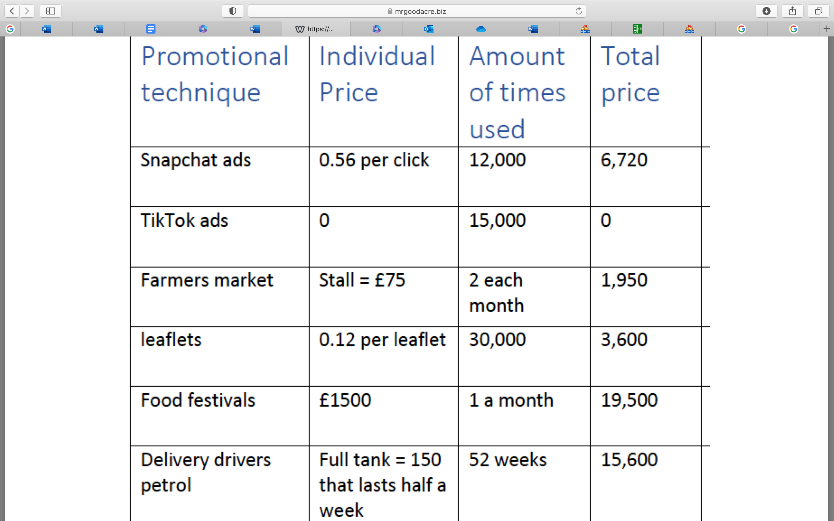 mrgoodacre.biz
https://...
Promotional technique
Individual Price
Amount of times used
Total price
Snapchat ads
0.56 per click
12,000
6,720
TikTok ads
0
15,000
0
Farmers market
Stall = £75
2 each month
1,950
leaflets
0.12 per leaflet
30,000
3,600
Food festivals
£1500
1 a month
19,500
Delivery drivers petrol
Full tank = 150 that lasts half a week
52 weeks
15,600